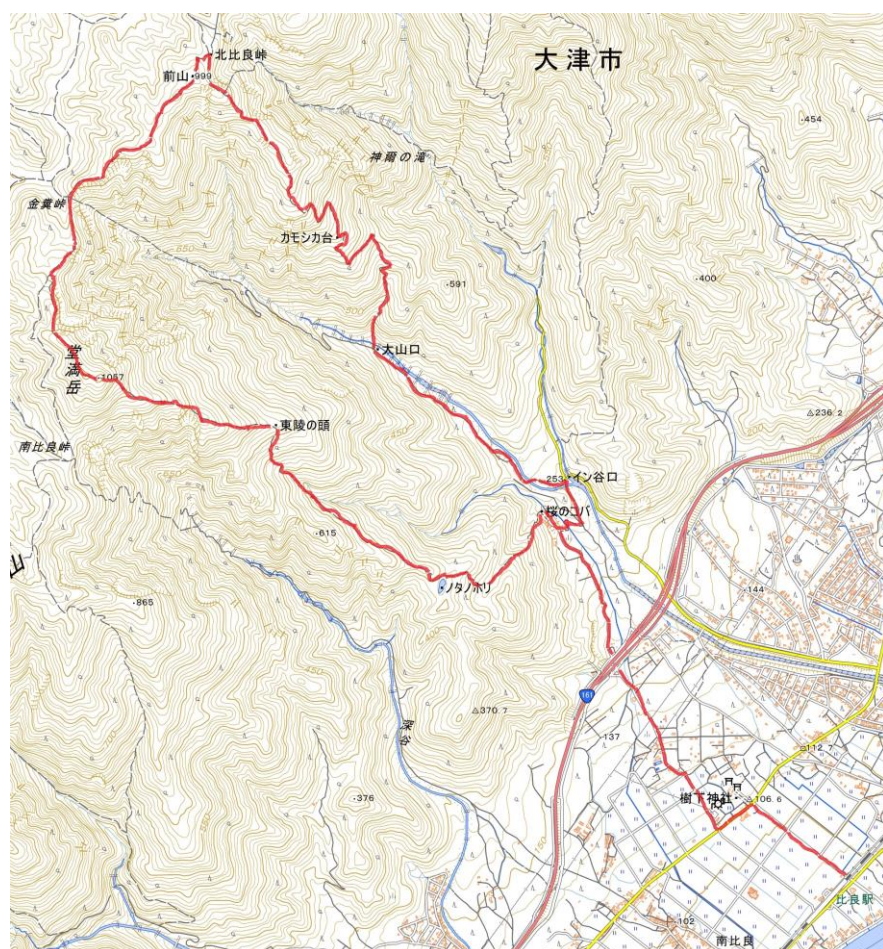 北比良峠
大津市
前山・999
・454
神爾の滝
金糞峠
カモシカ台
・591
・400
大山口
堂満岳
・1057
236.2
・東陵の頭
南比良峠
253
・イン谷口
・桜のコバ
・615
山
・ノタノホリ
・865
・144
161
370.7
深谷
・137
112.7
樹下神社・
106.6
・376
比良駅
・102
南比良